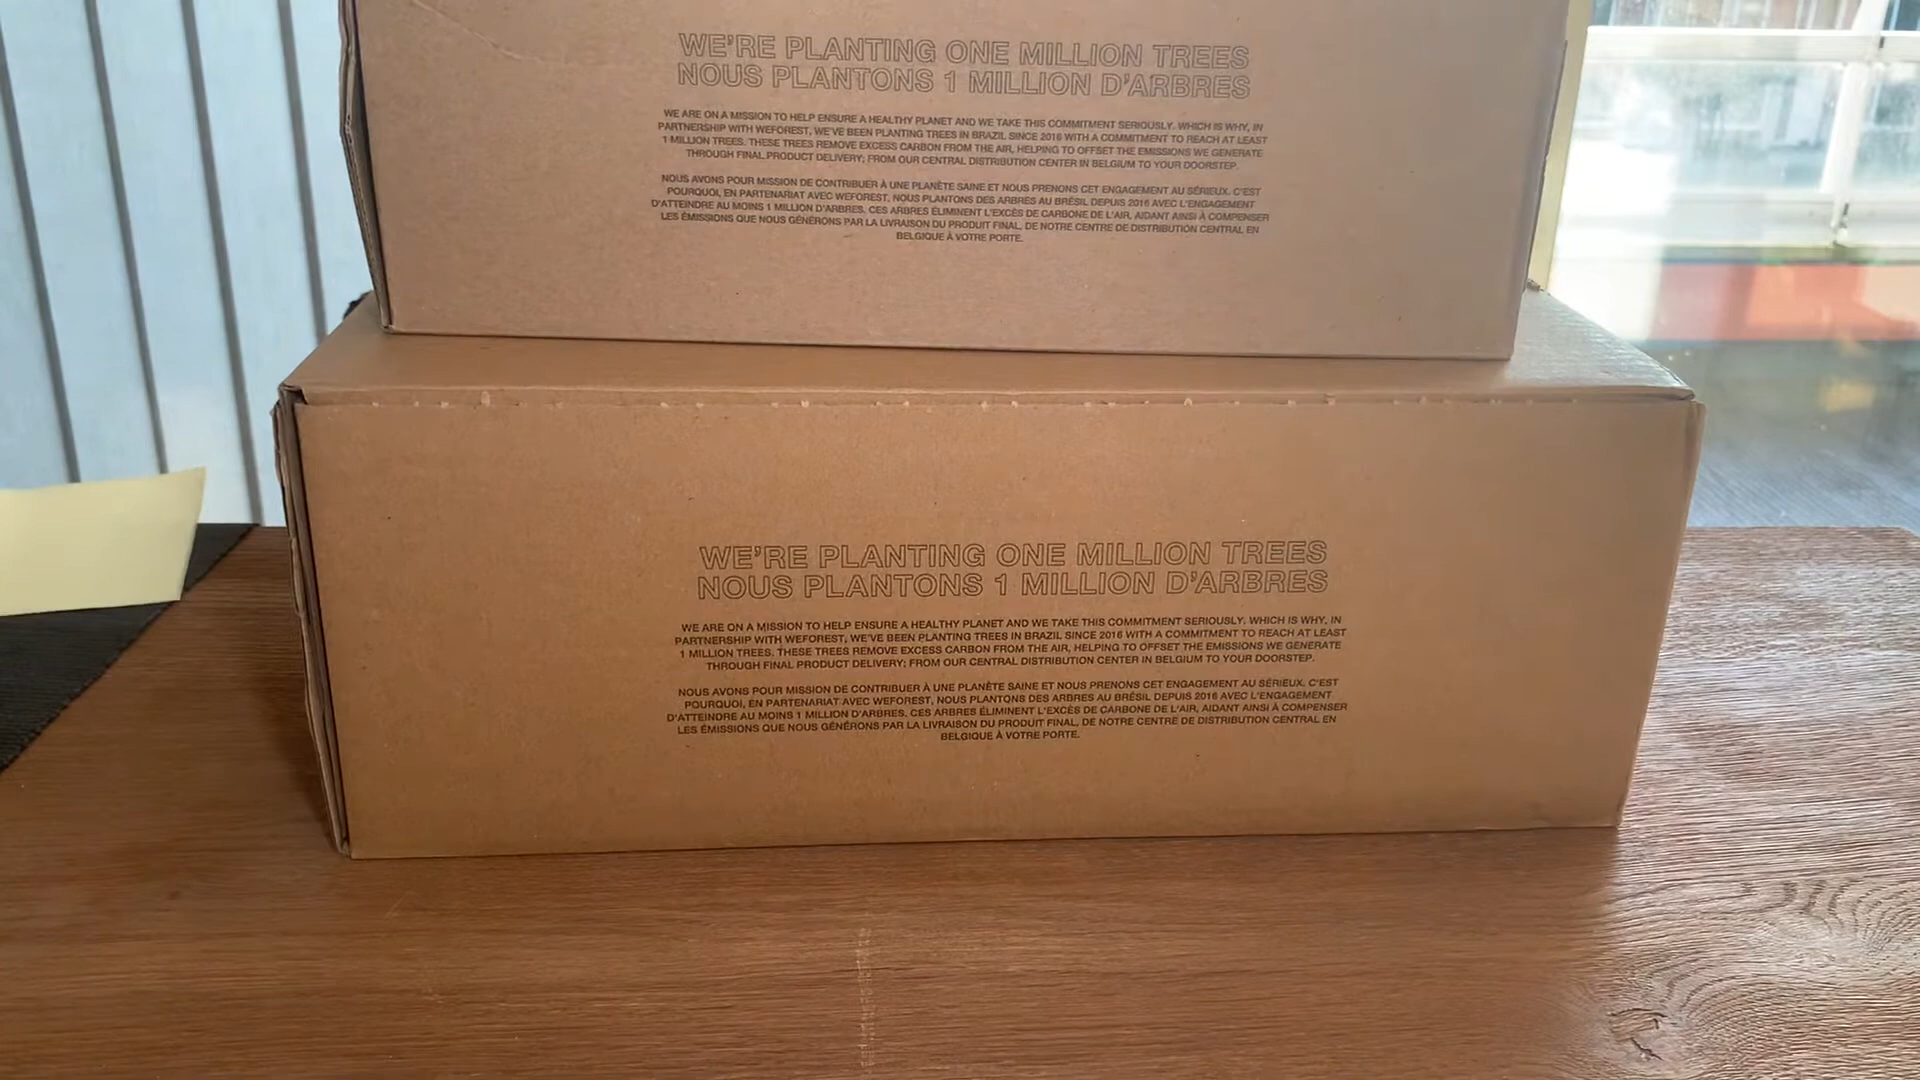 WE'RE PLANTING ONE MILLION TREES
NOUS PLANTONS 1 MILLION D'ARBRES
WE ARE ON A MISSION TO HELP ENSURE A HEALTHY PLANET AND WE TAKE THIS COMMITMENT SERIOUSLY. WHICH IS WHY, IN
PARTNERSHIP WITH WEFOREST, WE'VE BEEN PLANTING TREES IN BRAZIL SINCE 2016 WITH A COMMITMENT TO REACH AT LEAST
1 MILLION TREES. THESE TREES REMOVE EXCESS CARBON FROM THE AIR, HELPING TO OFFSET THE EMISSIONS WE GENERATE
THROUGH FINAL PRODUCT DELIVERY; FROM OUR CENTRAL DISTRIBUTION CENTER IN BELGIUM TO YOUR DOORSTEP.
NOUS AVONS POUR MISSION DE CONTRIBUER À UNE PLANÈTE SAINE ET NOUS PRENONS CET ENGAGEMENT AU SÉRIEUX. C'EST
POURQUOI, EN PARTENARIAT AVEC WEFOREST, NOUS PLANTONS DES ARBRES AU BRÉSIL DEPUIS 2016 AVEC L'ENGAGEMENT
D'ATTEINDRE AU MOINS 1 MILLION D'ARBRES. CES ARBRES ÉLIMINENT L'EXCÈS DE CARBONE DE L'AIR, AIDANT AINSI À COMPENSER
LES ÉMISSIONS QUE NOUS GÉNÉRONS PAR LA LIVRAISON DU PRODUIT FINAL, DE NOTRE CENTRE DE DISTRIBUTION CENTRAL EN
BELGIQUE À VOTRE PORTE.
WE'RE PLANTING ONE MILLION TREES
NOUS PLANTONS 1 MILLION D'ARBRES
WE ARE ON A MISSION TO HELP ENSURE A HEALTHY PLANET AND WE TAKE THIS COMMITMENT SERIOUSLY. WHICH IS WHY, IN
PARTNERSHIP WITH WEFOREST, WE'VE BEEN PLANTING TREES IN BRAZIL SINCE 2016 WITH A COMMITMENT TO REACH AT LEAST
1 MILLION TREES. THESE TREES REMOVE EXCESS CARBON FROM THE AIR, HELPING TO OFFSET THE EMISSIONS WE GENERATE
THROUGH FINAL PRODUCT DELIVERY; FROM OUR CENTRAL DISTRIBUTION CENTER IN BELGIUM TO YOUR DOORSTEP.
NOUS AVONS POUR MISSION DE CONTRIBUER À UNE PLANÈTE SAINE ET NOUS PRENONS CET ENGAGEMENT AU SÉRIEUX. C'EST
POURQUOI, EN PARTENARIAT AVEC WEFOREST, NOUS PLANTONS DES ARBRES AU BRÉSIL DEPUIS 2016 AVEC L'ENGAGEMENT
D'ATTEINDRE AU MOINS 1 MILLION D'ARBRES. CES ARBRES ÉLIMINENT L'EXCÈS DE CARBONE DE L'AIR, AIDANT AINSI À COMPENSER
LES ÉMISSIONS QUE NOUS GÉNÉRONS PAR LA LIVRAISON DU PRODUIT FINAL, DE NOTRE CENTRE DE DISTRIBUTION CENTRAL EN
BELGIQUE À VOTRE PORTE.